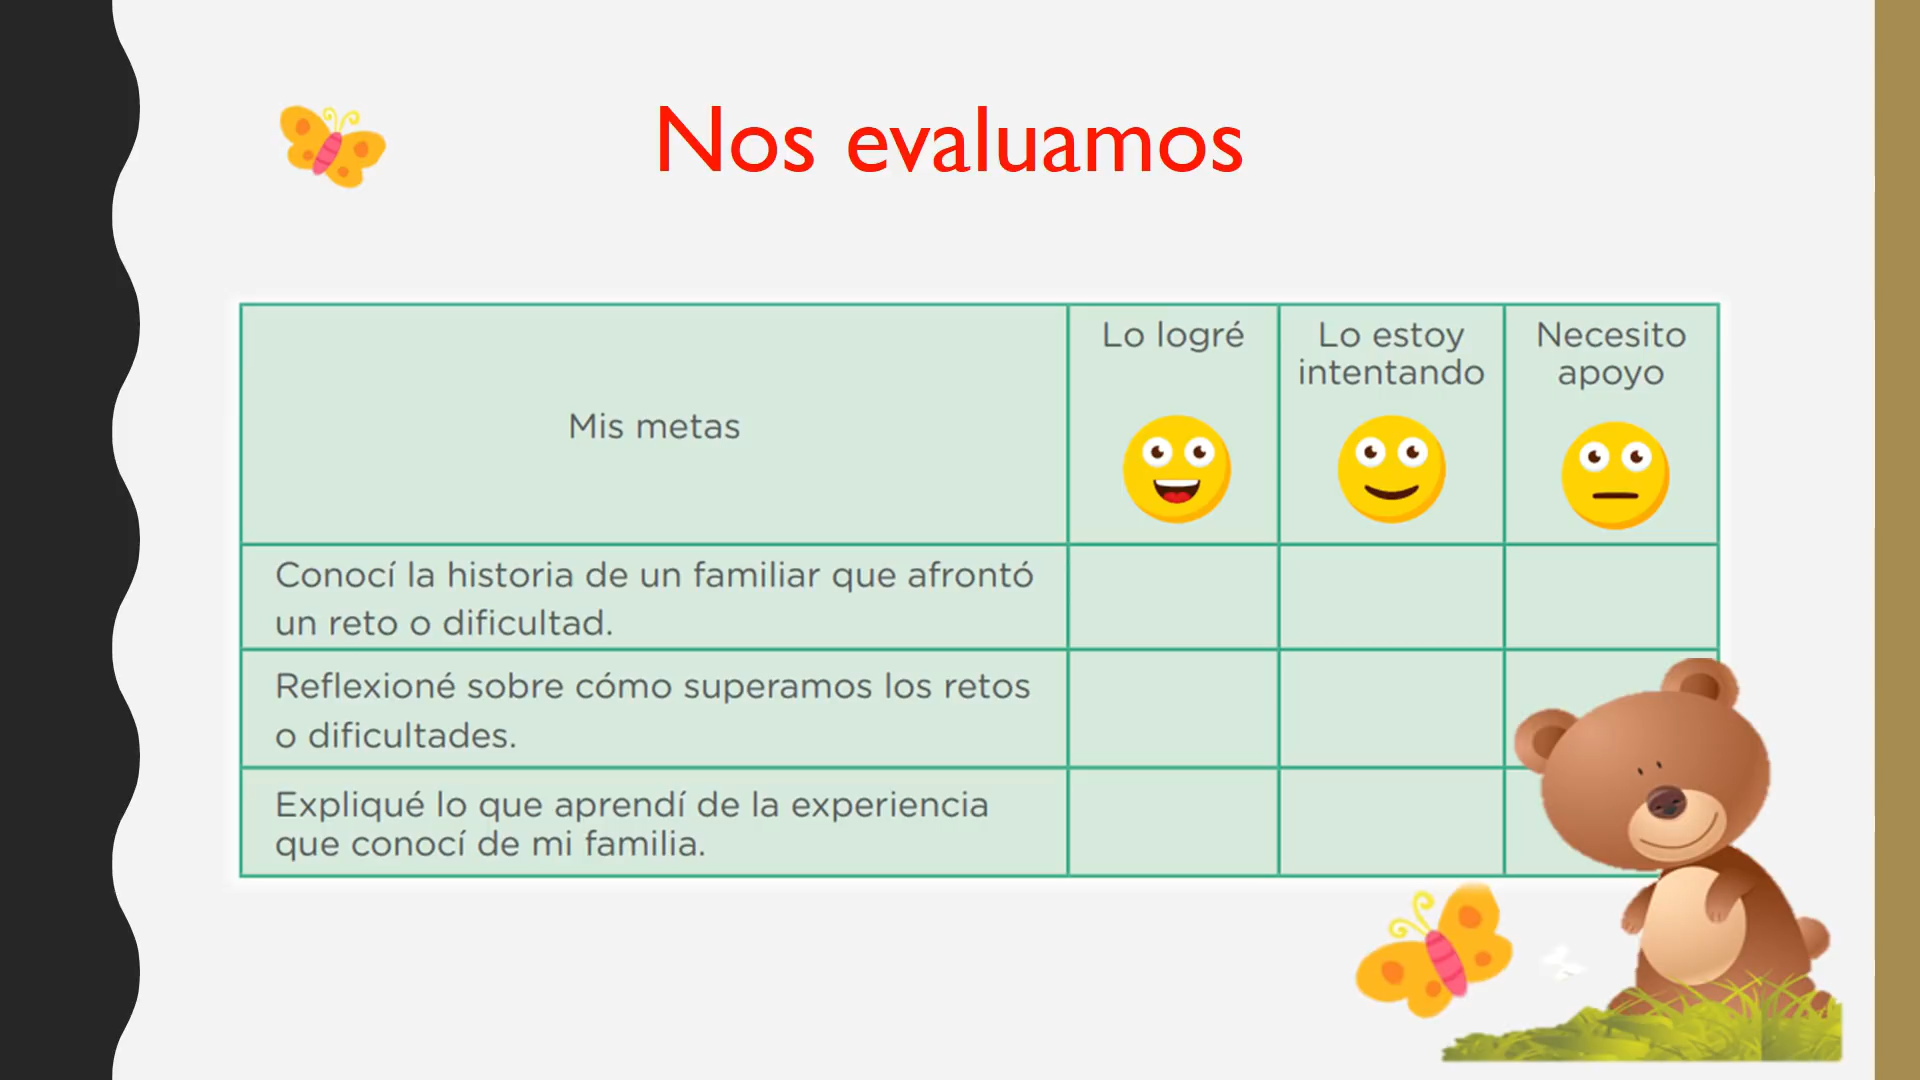 Nos evaluamos
Mis metas
Lo logré
Lo estoy
intentando
Necesito
apoyo
Conocí la historia de un familiar que afrontó
un reto o dificultad.
Reflexioné sobre cómo superamos los retos
o dificultades.
Expliqué lo que aprendí de la experiencia
que conocí de mi familia.